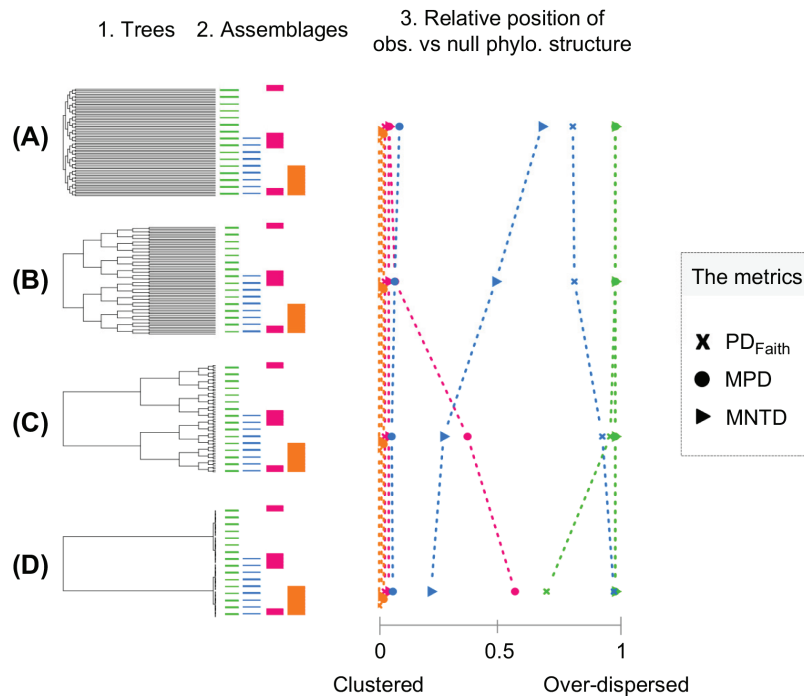 1. Trees 2. Assemblages
3. Relative position of
obs. vs null phylo. structure
(A)
(B)
(C)
(D)
The metrics
PDFaith
MPD
MNTD
0 0.5 1
Clustered Over-dispersed